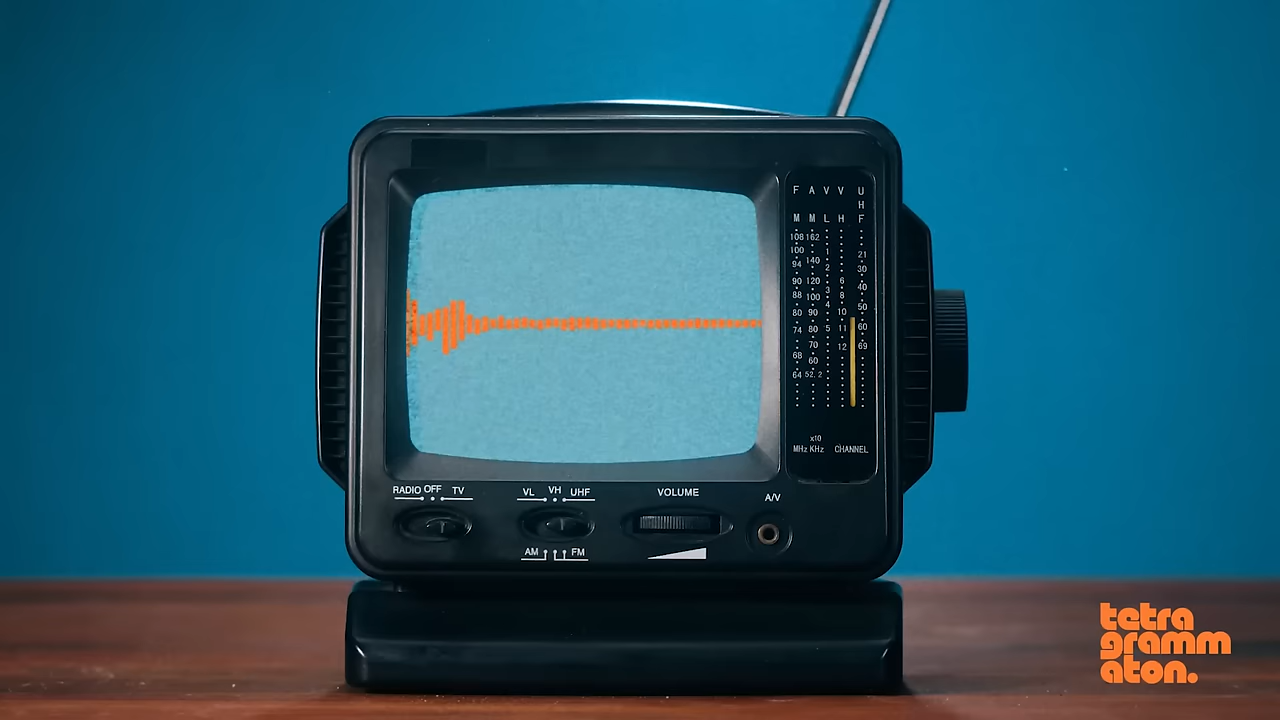 F A V V U
H
M M L H F
108 162
100
94 140
1
2
21
30
90 120
88 100
80 90
74 80
68 70
64 60
52.2
3
4
5
6
8
10
11
12
40
50
60
69
x10
MHz KHz CHANNEL
RADIO OFF TV
VL VH UHF
VOLUME
A/V
AM FM
tetra
gramm
aton.